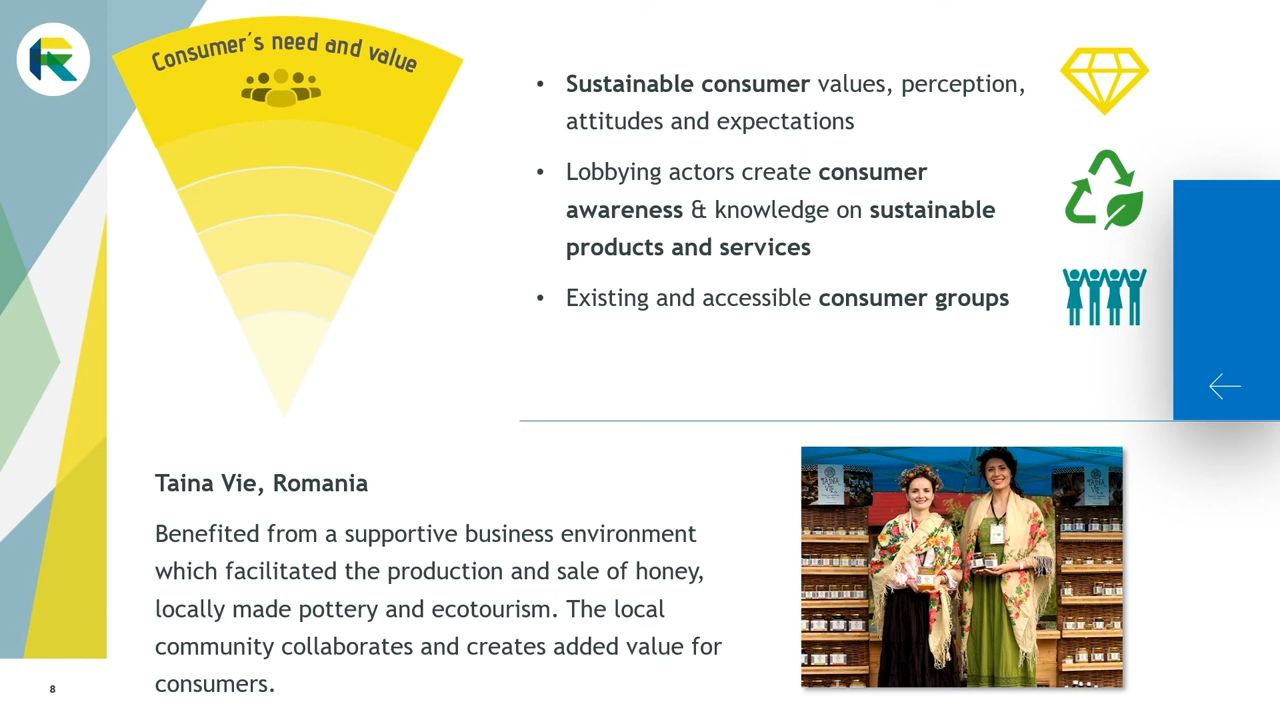 Consumer´s need and value
• Sustainable consumer values, perception,
attitudes and expectations
• Lobbying actors create consumer
awareness & knowledge on sustainable
products and services
• Existing and accessible consumer groups
Taina Vie, Romania
Benefited from a supportive business environment
which facilitated the production and sale of honey,
locally made pottery and ecotourism. The local
community collaborates and creates added value for
consumers.
TAINA
VIE
8